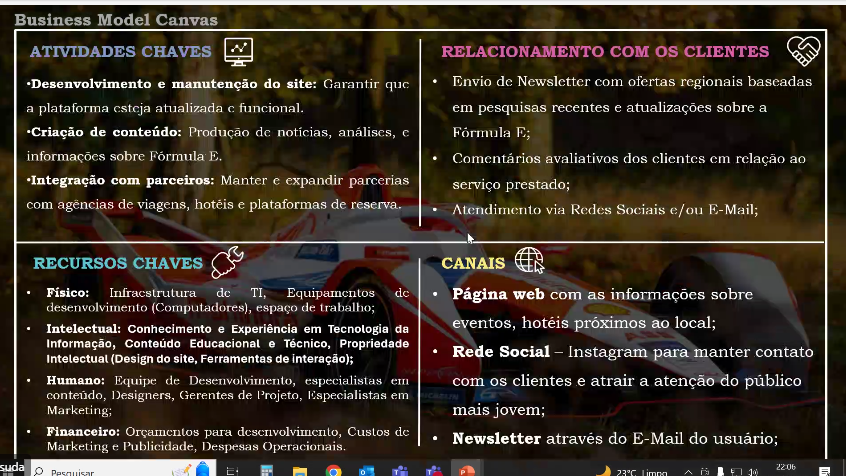 Business Model Canvas
ATIVIDADES CHAVES
•Desenvolvimento e manutenção do site: Garantir que
a plataforma esteja atualizada e funcional.
•Criação de conteúdo: Produção de notícias, análises, e
informações sobre Fórmula E.
•Integração com parceiros: Manter e expandir parcerias
com agências de viagens, hotéis e plataformas de reserva.
RELACIONAMENTO COM OS CLIENTES
• Envio de Newsletter com ofertas regionais baseadas
em pesquisas recentes e atualizações sobre a
Fórmula E;
• Comentários avaliativos dos clientes em relação ao
serviço prestado;
• Atendimento via Redes Sociais e/ou E-Mail;
RECURSOS CHAVES
• Físico: Infraestrutura de TI, Equipamentos de
desenvolvimento (Computadores), espaço de trabalho;
• Intelectual: Conhecimento e Experiência em Tecnologia da
Informação, Conteúdo Educacional e Técnico, Propriedade
Intelectual (Design do site, Ferramentas de interação);
• Humano: Equipe de Desenvolvimento, especialistas em
conteúdo, Designers, Gerentes de Projeto, Especialistas em
Marketing;
• Financeiro: Orçamentos para desenvolvimento, Custos de
Marketing e Publicidade, Despesas Operacionais.
CANAIS
• Página web com as informações sobre
eventos, hotéis próximos ao local;
• Rede Social – Instagram para manter contato
com os clientes e atrair a atenção do público
mais jovem;
• Newsletter através do E-Mail do usuário;
suda
Pesquisar
23°C Limpo
22:06